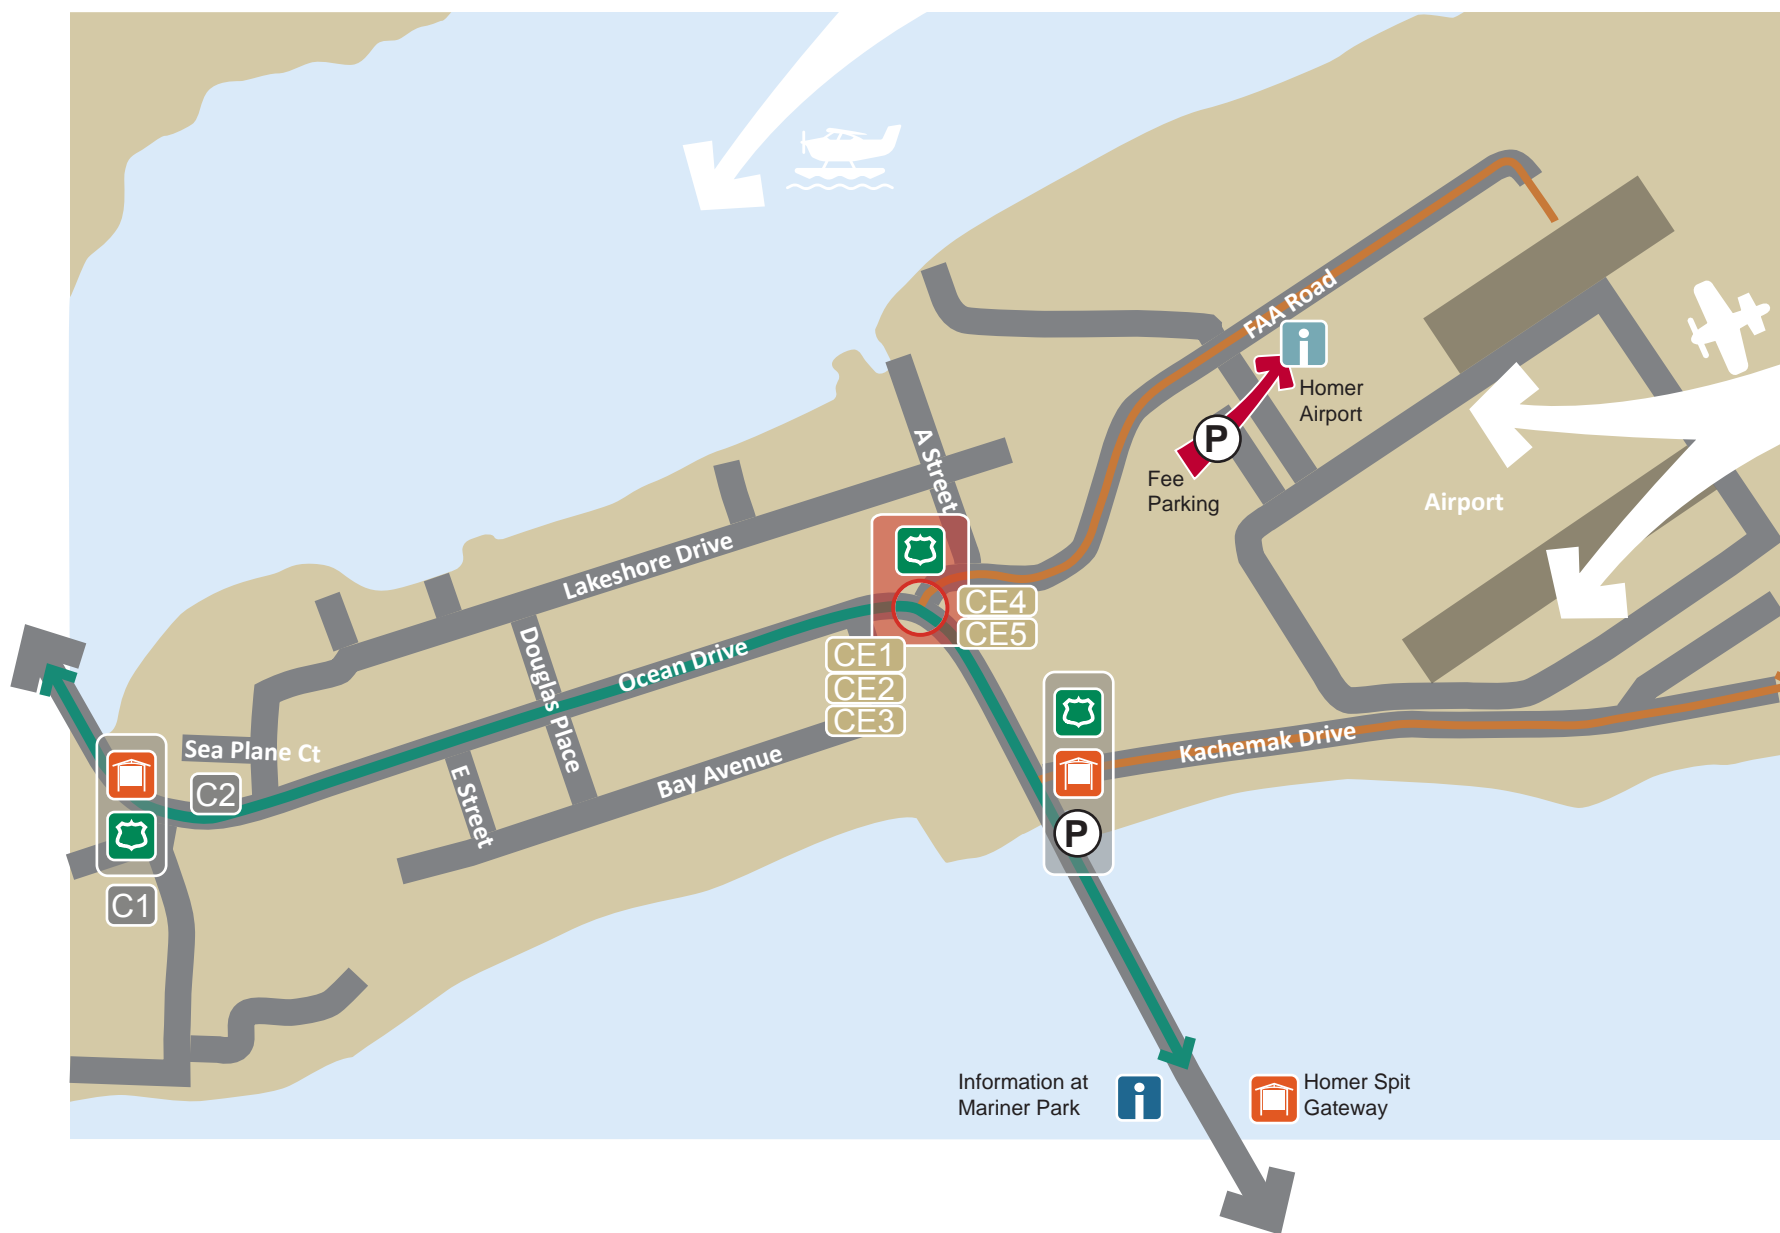 FAA Road
Homer
Airport
P
Fee
Parking
A Street
Airport
Lakeshore Drive
CE4
CE5
Douglas Place
Ocean Drive
CE1
CE2
CE3
Sea Plane Ct
C2
E Street
Bay Avenue
Kachemak Drive
P
C1
Information at
Mariner Park
Homer Spit
Gateway